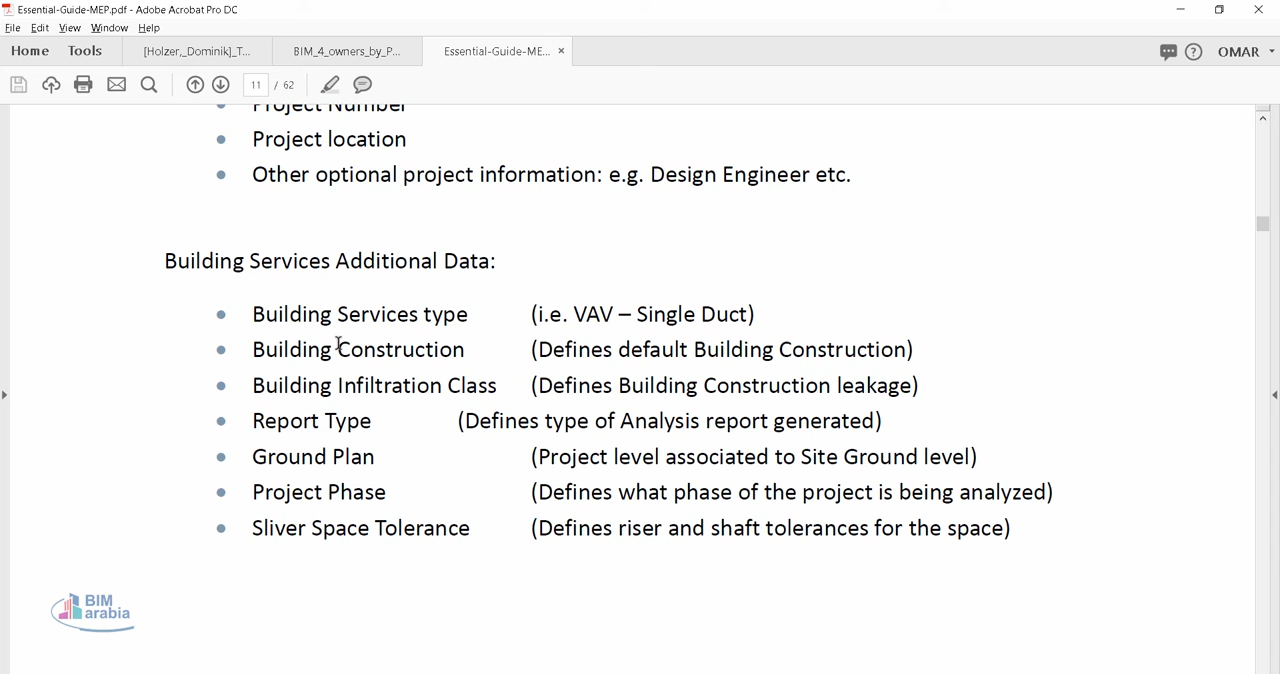 Essential-Guide-MEP.pdf - Adobe Acrobat Pro DC
File Edit View Window Help
Home Tools [Holzer,_Dominik]_T... BIM_4_owners_by_P... Essential-Guide-ME... × OMAR
11 / 62
Project Number
Project location
Other optional project information: e.g. Design Engineer etc.
Building Services Additional Data:
Building Services type (i.e. VAV – Single Duct)
Building Construction (Defines default Building Construction)
Building Infiltration Class (Defines Building Construction leakage)
Report Type (Defines type of Analysis report generated)
Ground Plan (Project level associated to Site Ground level)
Project Phase (Defines what phase of the project is being analyzed)
Sliver Space Tolerance (Defines riser and shaft tolerances for the space)
BIM
arabia